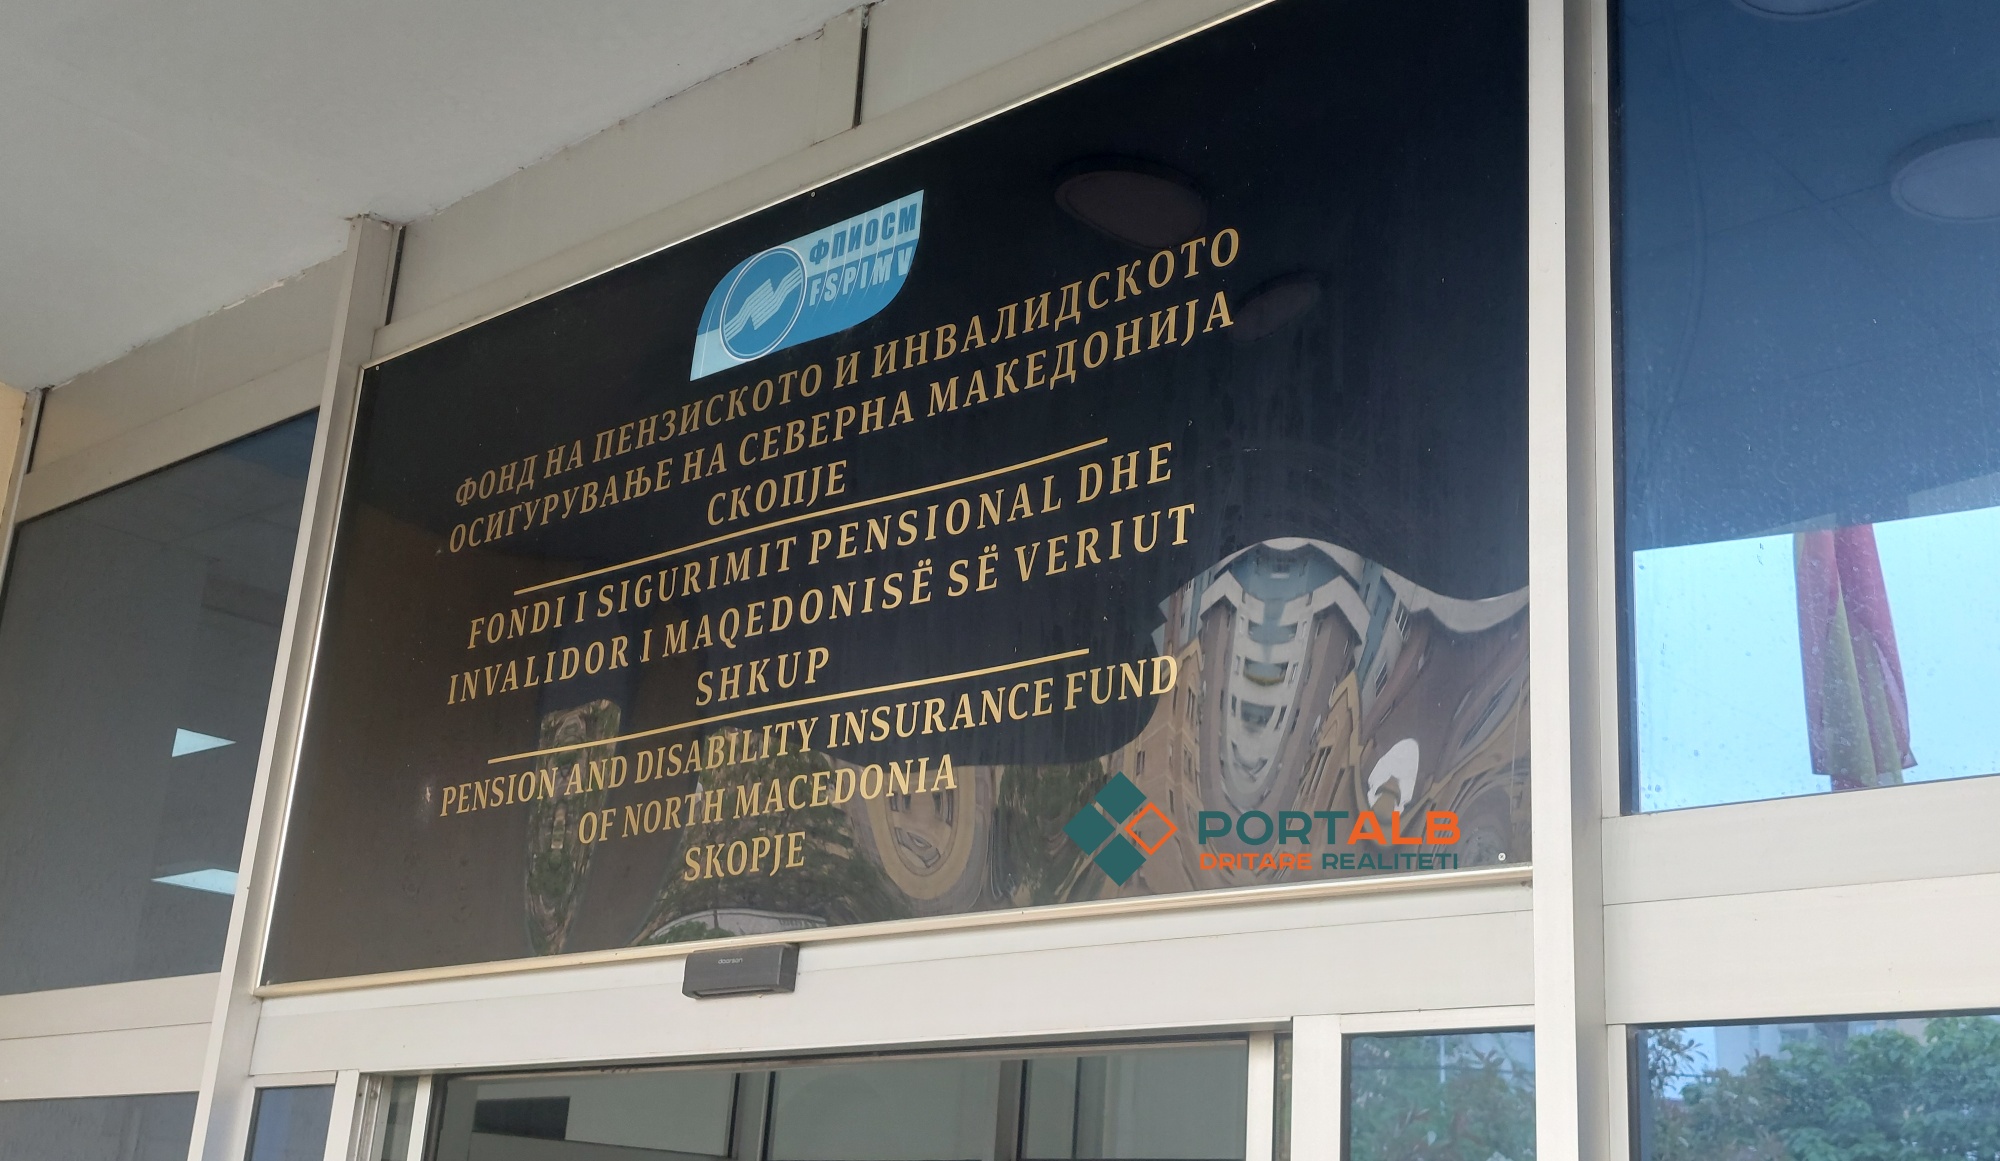 ФПИОСМ
FSPIMV
ФОНД НА ПЕНЗИСКОТО И ИНВАЛИДСКОТО
ОСИГУРУВАЊЕ НА СЕВЕРНА МАКЕДОНИЈА
СКОПЈЕ
FONDI I SIGURIMIT PENSIONAL DHE
INVALIDOR I MAQEDONISË SË VERIUT
SHKUP
PENSION AND DISABILITY INSURANCE FUND
OF NORTH MACEDONIA
SKOPJE
PORTALB
DRITARE REALITETI
doorson